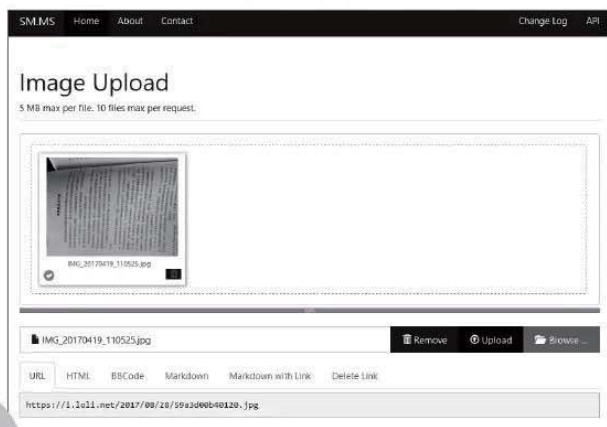 SM.MS Home About Contact Change Log API
Image Upload
5 MB max per file. 10 files max per request.
IMG_20170419_110525.jpg
IMG_20170419_110525.jpg Remove Upload Browse ...
URL HTML BBCode Markdown Markdown with Link Delete Link
https://i.loli.net/2017/08/28/59a3d00b40120.jpg